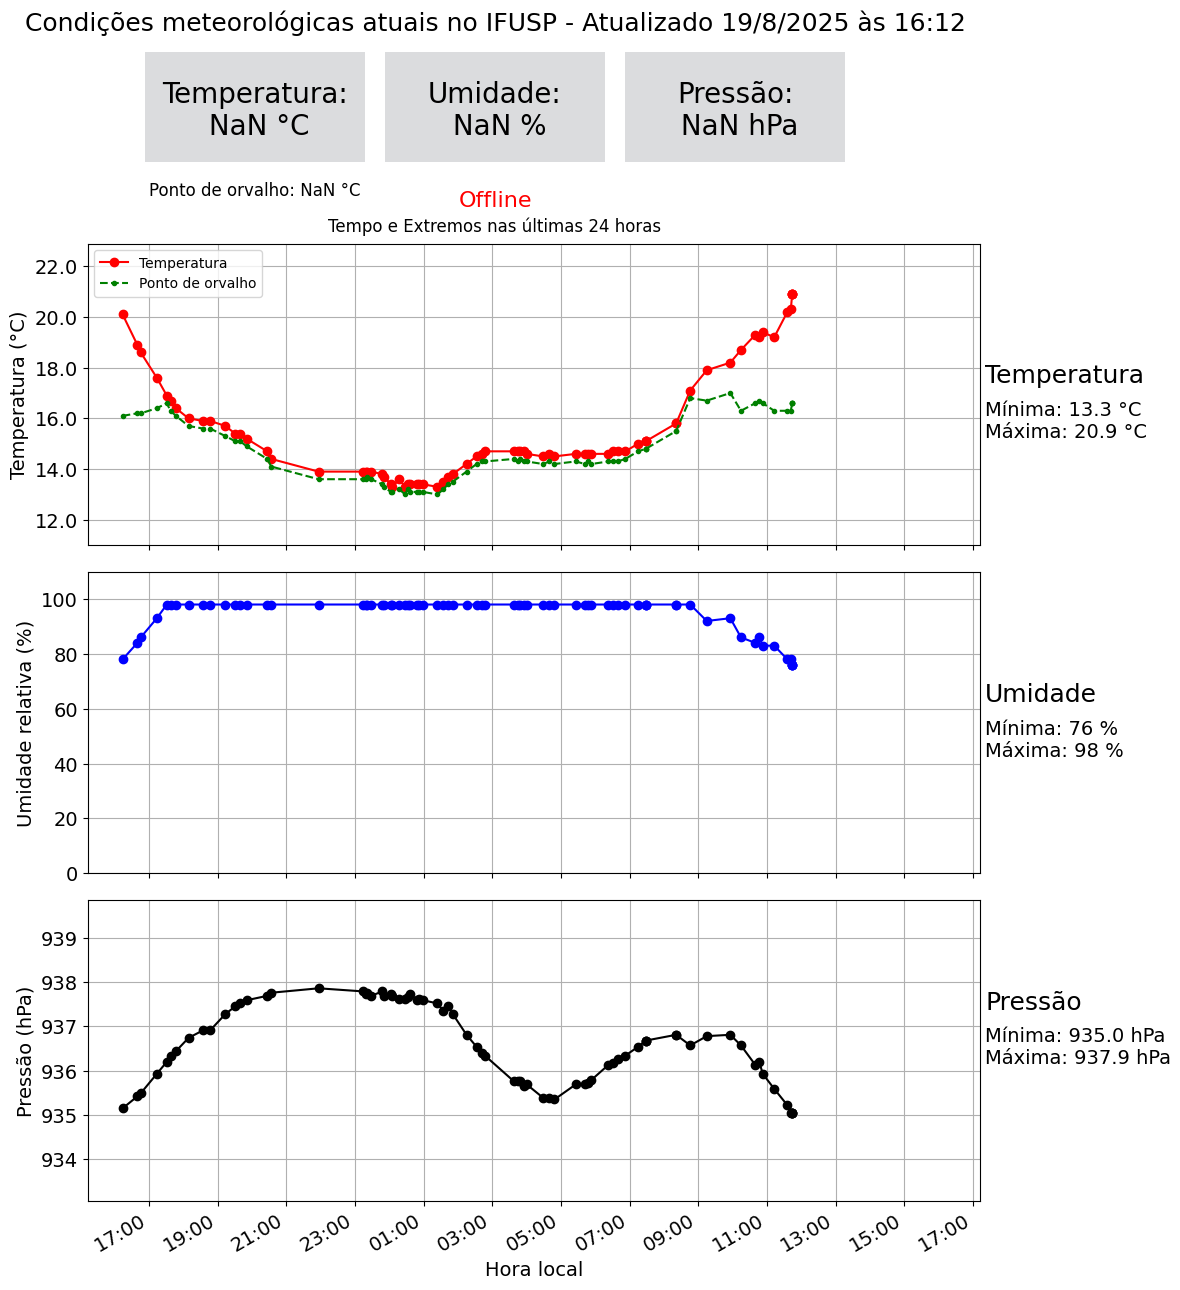 Condições meteorológicas atuais no IFUSP - Atualizado 19/8/2025 às 16:12
Temperatura:
NaN °C
Umidade:
NaN %
Pressão:
NaN hPa
Ponto de orvalho: NaN °C
Offline
Tempo e Extremos nas últimas 24 horas
Temperatura
Ponto de orvalho
22.0
20.0
18.0
16.0
14.0
12.0
Temperatura (°C)
Temperatura
Mínima: 13.3 °C
Máxima: 20.9 °C
100
80
60
40
20
0
Umidade relativa (%)
Umidade
Mínima: 76 %
Máxima: 98 %
939
938
937
936
935
934
Pressão (hPa)
Pressão
Mínima: 935.0 hPa
Máxima: 937.9 hPa
17:00 19:00 21:00 23:00 01:00 03:00 05:00 07:00 09:00 11:00 13:00 15:00 17:00
Hora local